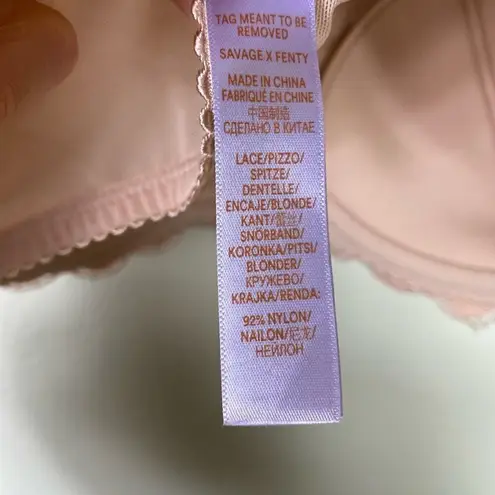 TAG MEANT TO BE
REMOVED
SAVAGE X FENTY
MADE IN CHINA
FABRIQUÉ EN CHINE
中国制造
СДЕЛАНО В КИТАЕ
LACE/PIZZO/
SPITZE/
DENTELLE/
ENCAJE/BLONDE/
KANT/蕾丝/
SNÖRBAND/
KORONKA/PITSI/
BLONDER/
КРУЖЕВО/
KRAJKA/RENDA:
92% NYLON/
NAILON/尼龙/
НЕЙЛОН